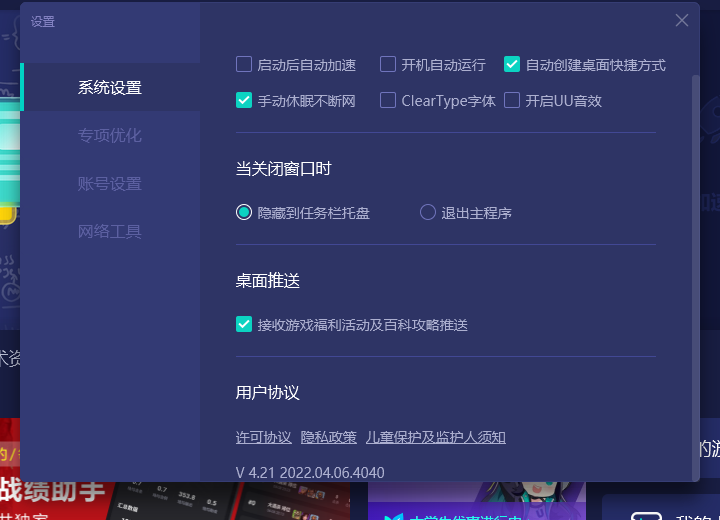 设置
系统设置
专项优化
账号设置
网络工具
启动后自动加速 开机自动运行 自动创建桌面快捷方式
手动休眠不断网 ClearType字体 开启UU音效
当关闭窗口时
隐藏到任务栏托盘 退出主程序
桌面推送
接收游戏福利活动及百科攻略推送
用户协议
许可协议 隐私政策 儿童保护及监护人须知
V 4.21 2022.04.06.4040
战绩助手
的游